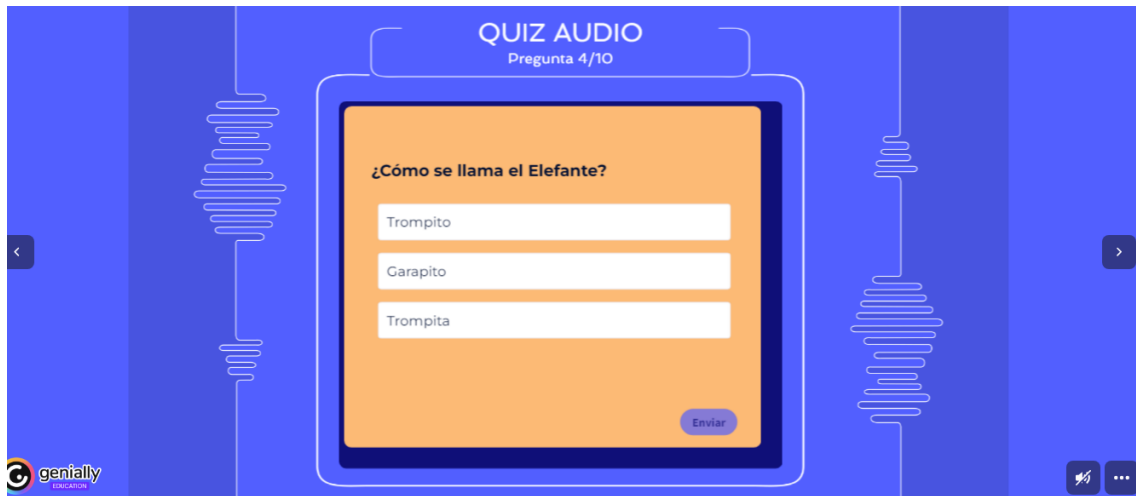 QUIZ AUDIO
Pregunta 4/10
¿Cómo se llama el Elefante?
Trompito
Garapito
Trompita
Enviar
genially
EDUCATION